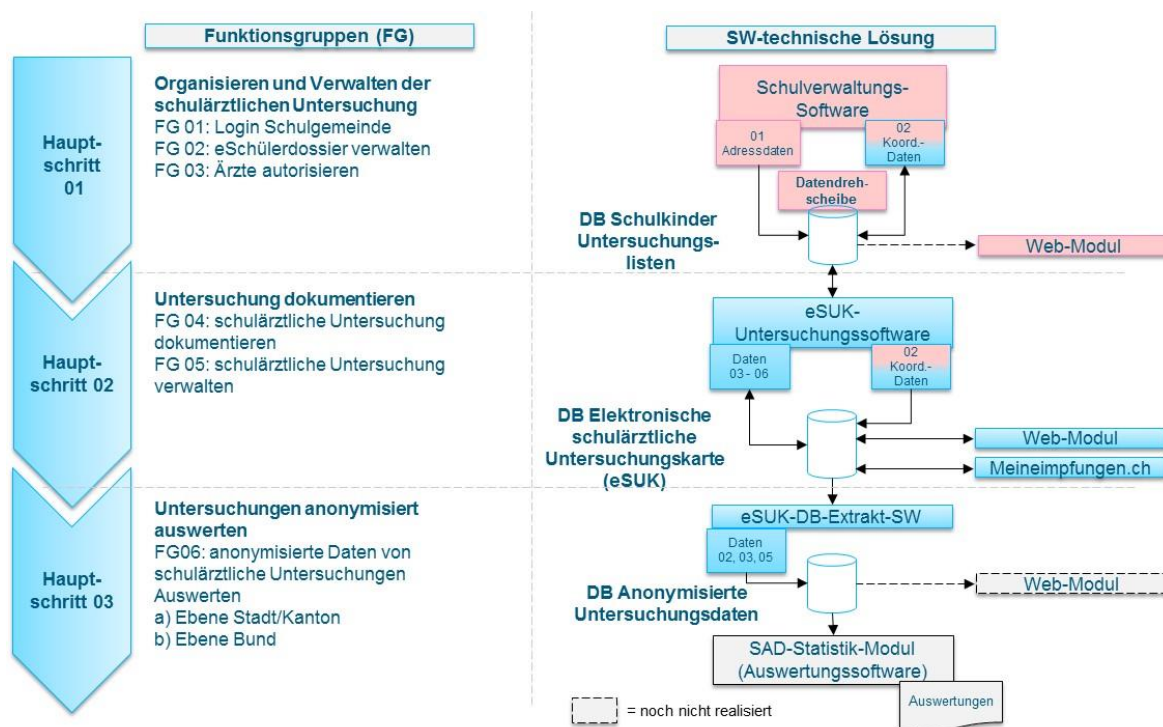 Funktionsgruppen (FG)
SW-technische Lösung
Haupt-
schritt
01
Organisieren und Verwalten der
schulärztlichen Untersuchung
FG 01: Login Schulgemeinde
FG 02: eSchülerdossier verwalten
FG 03: Ärzte autorisieren
Schulverwaltungs-
Software
01
Adressdaten
02
Koord.-
Daten
Datendreh-
scheibe
DB Schulkinder
Untersuchungs-
listen
Web-Modul
Haupt-
schritt 02
Untersuchung dokumentieren
FG 04: schulärztliche Untersuchung
dokumentieren
FG 05: schulärztliche Untersuchung
verwalten
eSUK-
Untersuchungssoftware
Daten
03 - 06
02
Koord.-
Daten
DB Elektronische
schulärztliche
Untersuchungskarte
(eSUK)
Web-Modul
Meineimpfungen.ch
Haupt-
schritt 03
Untersuchungen anonymisiert
auswerten
FG06: anonymisierte Daten von
schulärztliche Untersuchungen
Auswerten
a) Ebene Stadt/Kanton
b) Ebene Bund
eSUK-DB-Extrakt-SW
Daten
02, 03, 05
DB Anonymisierte
Untersuchungsdaten
Web-Modul
SAD-Statistik-Modul
(Auswertungssoftware)
Auswertungen
= noch nicht realisiert